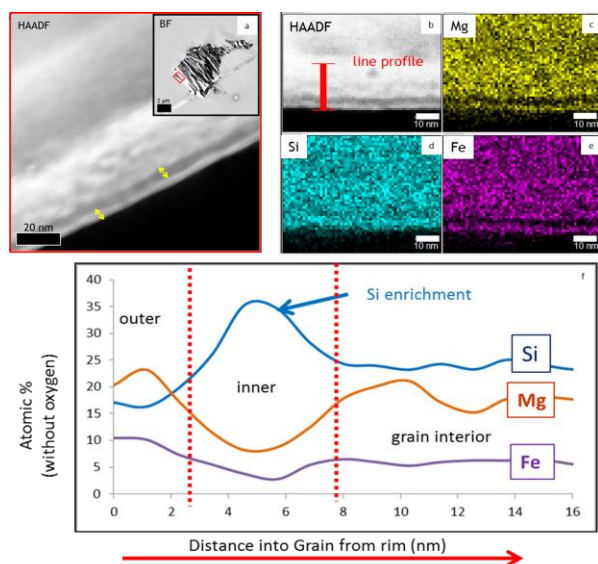 HAADF
BF
a
2 µm
20 nm
HAADF
b
line profile
10 nm
Mg
c
10 nm
Si
d
10 nm
Fe
e
10 nm
f
40
35
30
25
20
15
10
5
0
Atomic %
(without oxygen)
outer
Si enrichment
inner
grain interior
Si
Mg
Fe
0 2 4 6 8 10 12 14 16
Distance into Grain from rim (nm)